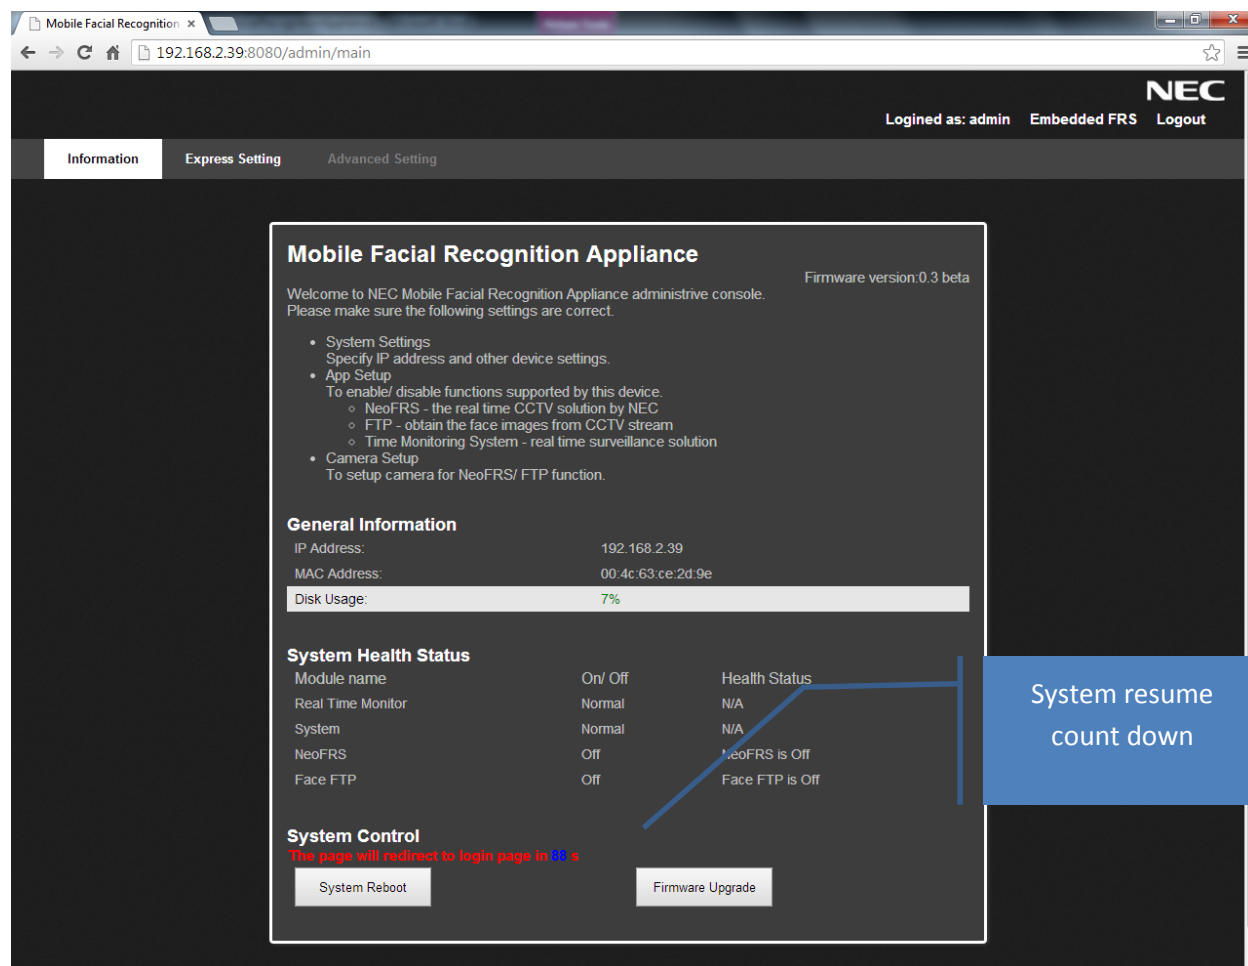 Mobile Facial Recognition ×
192.168.2.39:8080/admin/main
NEC
Logined as: admin Embedded FRS Logout
Information Express Setting Advanced Setting
Mobile Facial Recognition Appliance
Firmware version:0.3 beta
Welcome to NEC Mobile Facial Recognition Appliance administrive console.
Please make sure the following settings are correct.
• System Settings
Specify IP address and other device settings.
• App Setup
To enable/ disable functions supported by this device.
◦ NeoFRS - the real time CCTV solution by NEC
◦ FTP - obtain the face images from CCTV stream
◦ Time Monitoring System - real time surveillance solution
• Camera Setup
To setup camera for NeoFRS/ FTP function.
General Information
IP Address: 192.168.2.39
MAC Address: 00:4c:63:ce:2d:9e
Disk Usage: 7%
System Health Status
Module name On/ Off Health Status
Real Time Monitor Normal N/A
System Normal N/A
NeoFRS Off NeoFRS is Off
Face FTP Off Face FTP is Off
System resume
count down
System Control
The page will redirect to login page in 88 s
System Reboot Firmware Upgrade